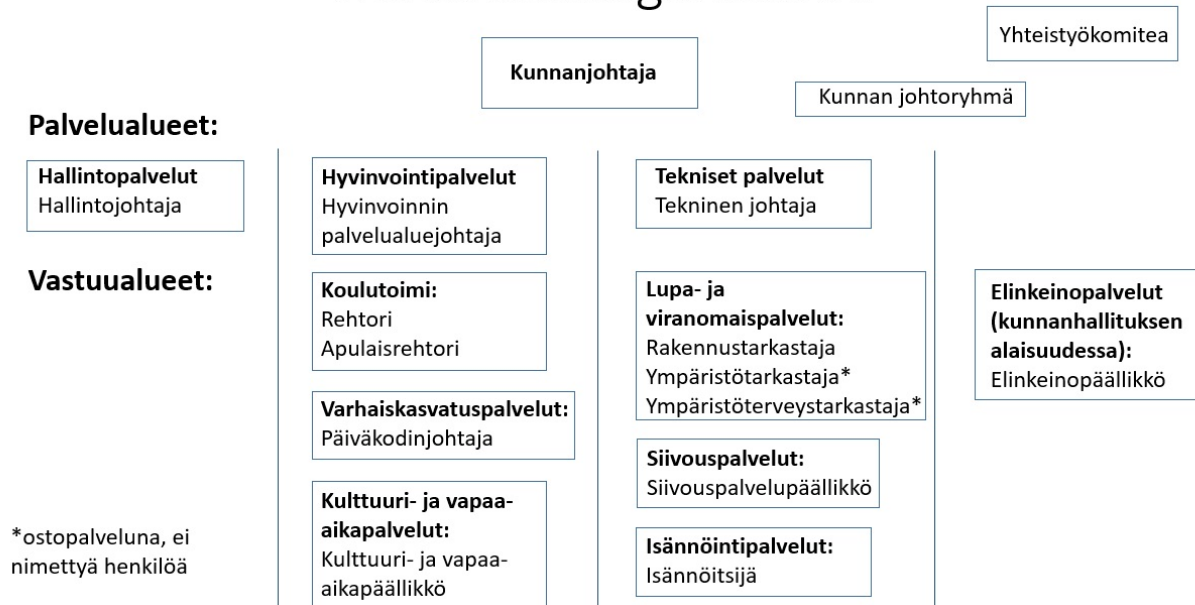 Yhteistyökomitea
Kunnanjohtaja
Kunnan johtoryhmä
Palvelualueet:
Hallintopalvelut
Hallintojohtaja
Hyvinvointipalvelut
Hyvinvoinnin
palvelualuejohtaja
Tekniset palvelut
Tekninen johtaja
Vastuualueet:
Koulutoimi:
Rehtori
Apulaisrehtori
Varhaiskasvatuspalvelut:
Päiväkodinjohtaja
Kulttuuri- ja vapaa-
aikapalvelut:
Kulttuuri- ja vapaa-
aikapäällikkö
Lupa- ja
viranomaispalvelut:
Rakennustarkastaja
Ympäristötarkastaja*
Ympäristöterveystarkastaja*
Siivouspalvelut:
Siivouspalvelupäällikkö
Isännöintipalvelut:
Isännöitsijä
Elinkeinopalvelut
(kunnanhallituksen
alaisuudessa):
Elinkeinopäällikkö
*ostopalveluna, ei
nimettyä henkilöä